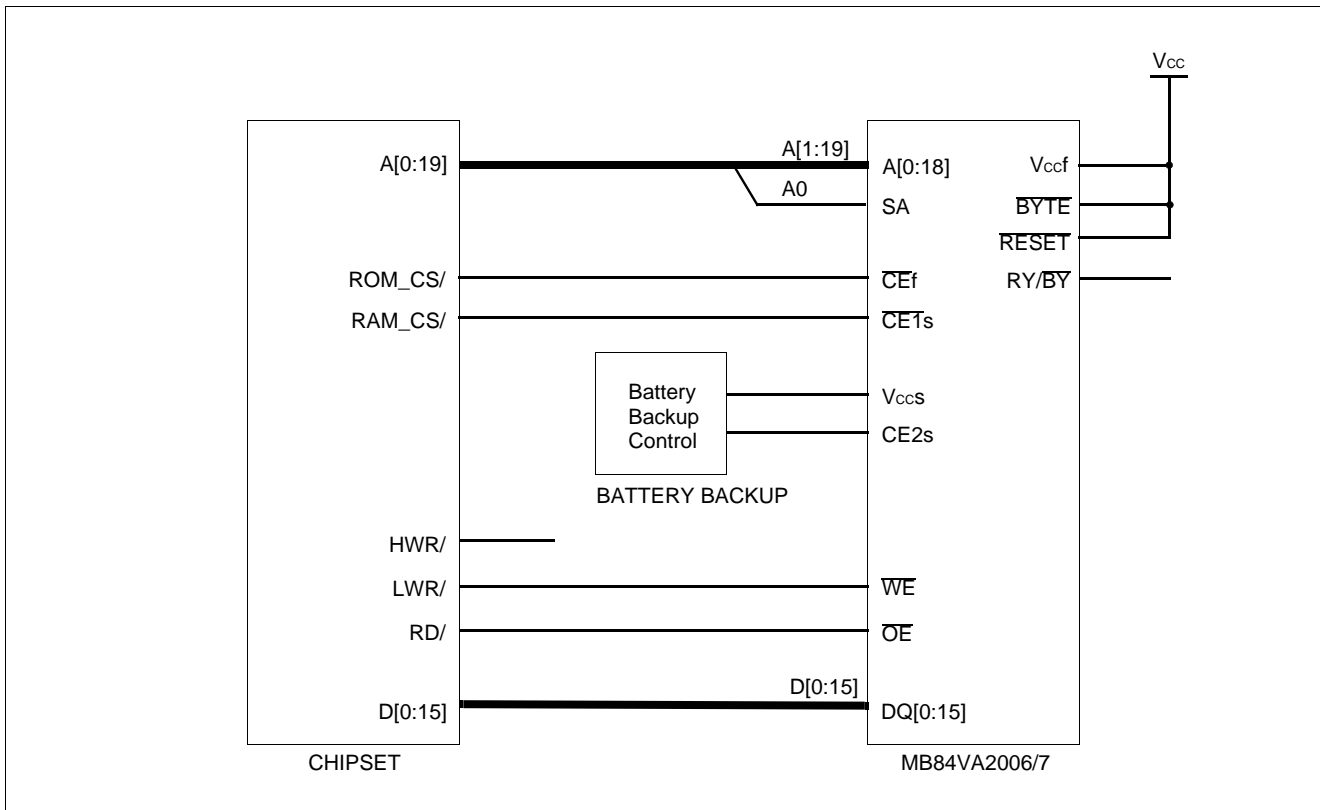 Vcc
A[0:19]
A[1:19]
A[0:18]
Vccf
A0
SA
BYTE
RESET
ROM_CS/
CEf
RY/BY
RAM_CS/
CE1s
Battery
Backup
Control
Vccs
CE2s
BATTERY BACKUP
HWR/
LWR/
WE
RD/
OE
D[0:15]
D[0:15]
DQ[0:15]
CHIPSET
MB84VA2006/7